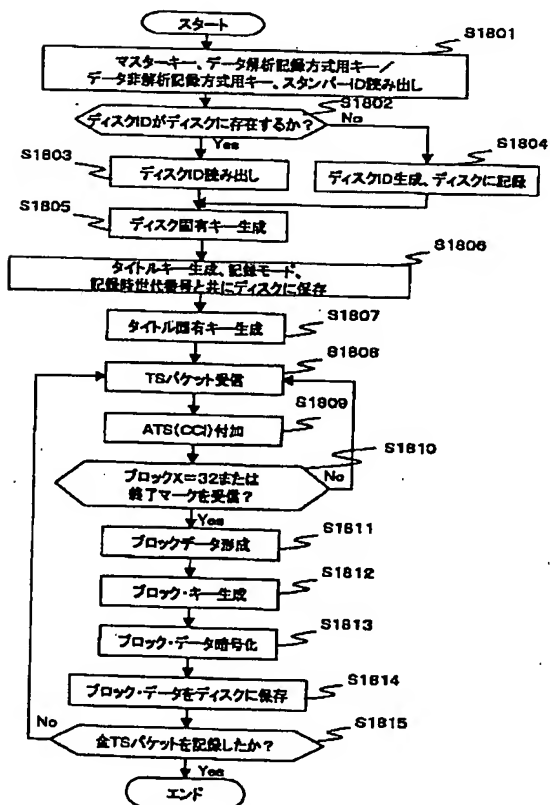 スタート
S1801
マスターキー、データ解析記録方式用キー/
データ非解析記録方式用キー、スタンパーID読み出し
S1802
ディスクIDがディスクに存在するか?
No
Yes
S1803
S1804
ディスクID読み出し
ディスクID生成、ディスクに記録
S1805
ディスク固有キー生成
S1806
タイトルキー生成、記録モード、
記録時世代番号と共にディスクに保存
S1807
タイトル固有キー生成
S1808
TSパケット受信
S1809
ATS(CCI)付加
S1810
ブロックX=32または
終了マークを受信?
No
Yes
S1811
ブロックデータ形成
S1812
ブロック・キー生成
S1813
ブロック・データ暗号化
S1814
ブロック・データをディスクに保存
S1815
No
全TSパケットを記録したか?
Yes
エンド